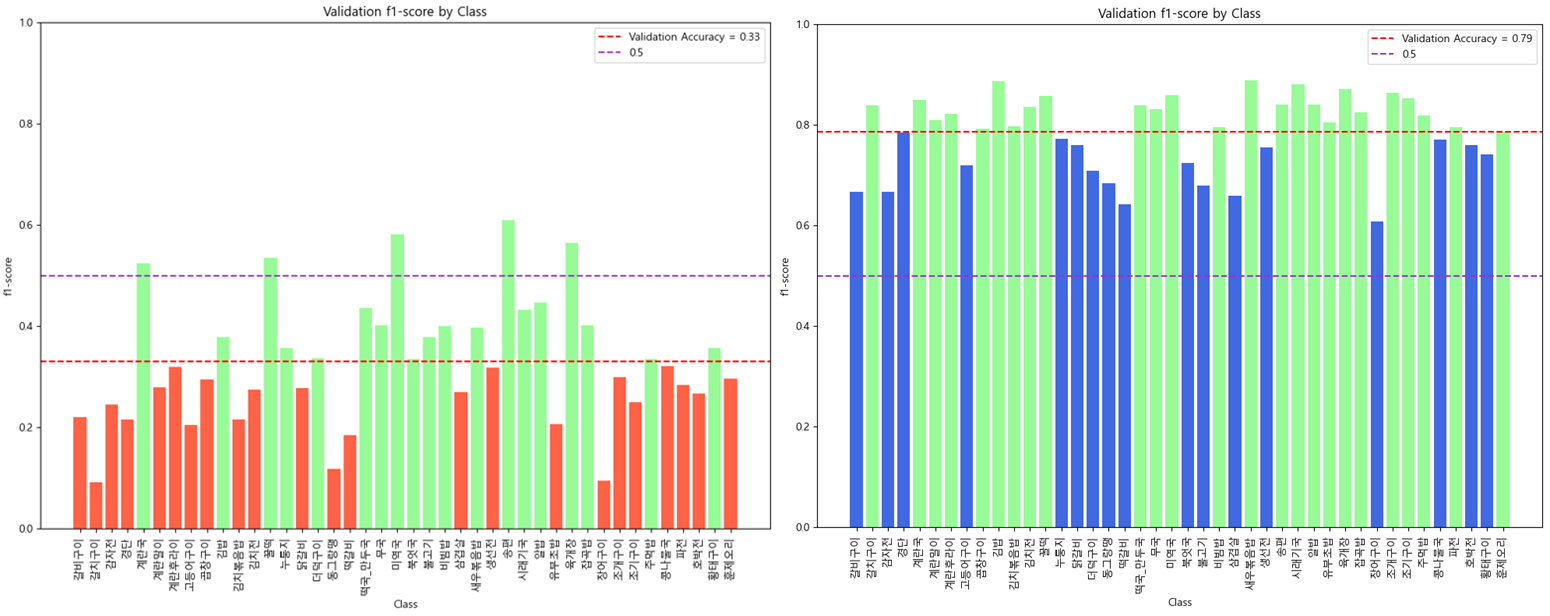 Validation f1-score by Class
Validation Accuracy = 0.33
0.5
f1-score
1.0
0.8
0.6
0.4
0.2
0.0
갈비구이
갈치구이
감자전
경단
계란국
계란말이
계란후라이
고등어구이
곱창구이
김밥
김치볶음밥
김치전
꿀떡
누룽지
닭갈비
더덕구이
동그랑땡
떡갈비
떡국_만두국
무국
미역국
북엇국
불고기
비빔밥
삼겹살
새우볶음밥
생선전
송편
시래기국
알밥
유부초밥
육개장
잡곡밥
장어구이
조개구이
조기구이
주먹밥
콩나물국
파전
호박전
황태구이
훈제오리
Class
Validation f1-score by Class
Validation Accuracy = 0.79
0.5
f1-score
1.0
0.8
0.6
0.4
0.2
0.0
갈비구이
갈치구이
감자전
경단
계란국
계란말이
계란후라이
고등어구이
곱창구이
김밥
김치볶음밥
김치전
꿀떡
누룽지
닭갈비
더덕구이
동그랑땡
떡갈비
떡국_만두국
무국
미역국
북엇국
불고기
비빔밥
삼겹살
새우볶음밥
생선전
송편
시래기국
알밥
유부초밥
육개장
잡곡밥
장어구이
조개구이
조기구이
주먹밥
콩나물국
파전
호박전
황태구이
훈제오리
Class